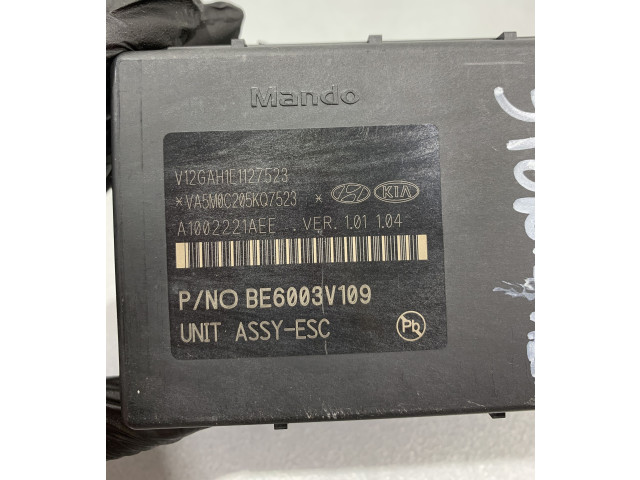 Mando
V12GAH1E1127523
*VA5M0C205KQ7523 * KIA
A1002221AEE .VER. 1.01 1.04
P/NO BE6003V109
UNIT ASSY-ESC Pb